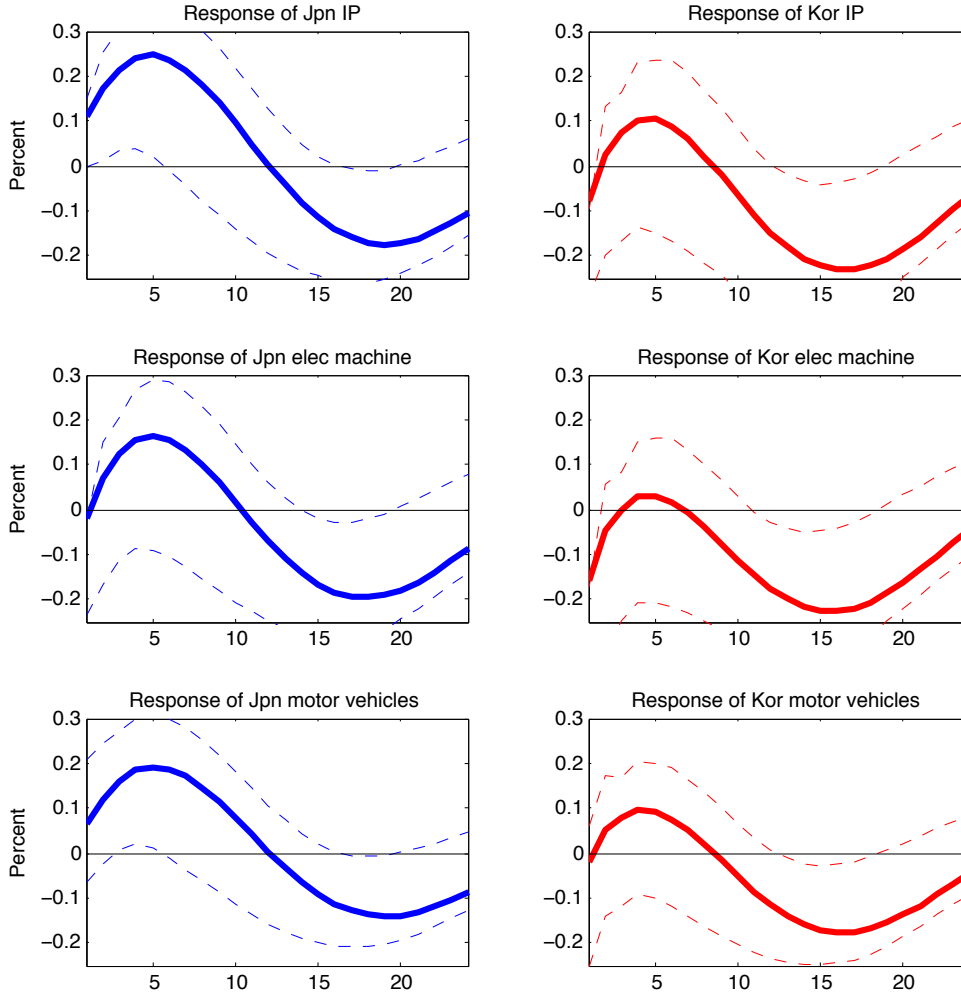 Response of Jpn IP
0.3
0.2
0.1
0
−0.1
−0.2
Percent
5 10 15 20
Response of Kor IP
0.3
0.2
0.1
0
−0.1
−0.2
5 10 15 20
Response of Jpn elec machine
0.3
0.2
0.1
0
−0.1
−0.2
Percent
5 10 15 20
Response of Kor elec machine
0.3
0.2
0.1
0
−0.1
−0.2
5 10 15 20
Response of Jpn motor vehicles
0.3
0.2
0.1
0
−0.1
−0.2
Percent
5 10 15 20
Response of Kor motor vehicles
0.3
0.2
0.1
0
−0.1
−0.2
5 10 15 20